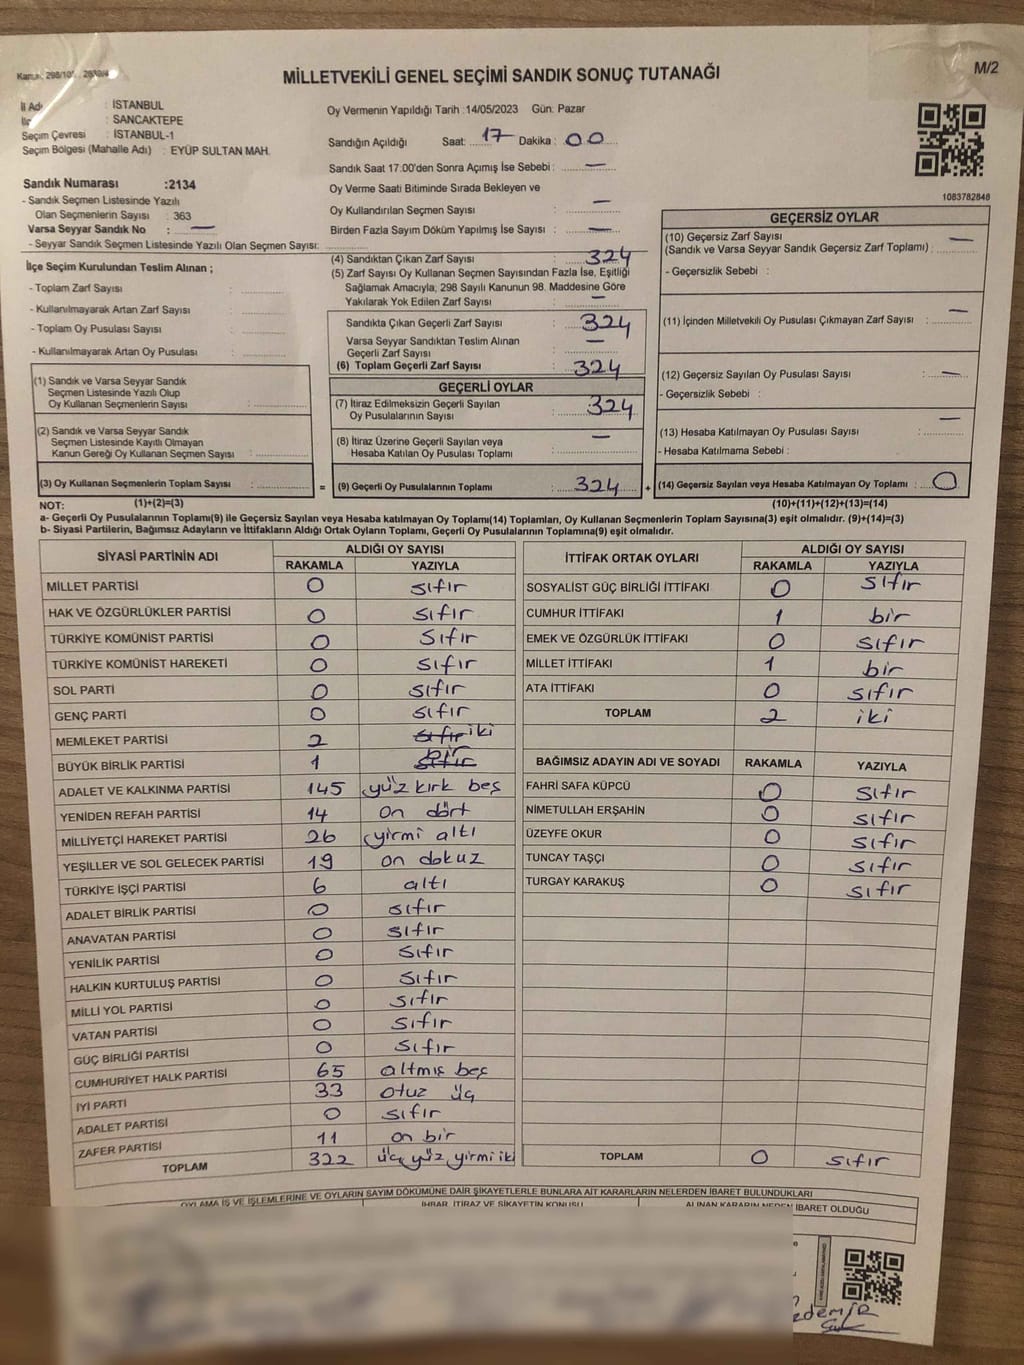 Kanun: 298/105, 2839/4
MİLLETVEKİLİ GENEL SEÇİMİ SANDIK SONUÇ TUTANAĞI
M/2
İl Adı : İSTANBUL
: SANCAKTEPE
Seçim Çevresi : İSTANBUL-1
Seçim Bölgesi (Mahalle Adı) : EYÜP SULTAN MAH.
Oy Vermenin Yapıldığı Tarih :14/05/2023 Gün: Pazar
Sandığın Açıldığı Saat: 17 Dakika : 00
Sandık Saat 17:00'den Sonra Açımış İse Sebebi : —
Oy Verme Saati Bitiminde Sırada Bekleyen ve
Oy Kullandırılan Seçmen Sayısı : —
Birden Fazla Sayım Döküm Yapılmış İse Sayısı : —
1083782848
Sandık Numarası :2134
- Sandık Seçmen Listesinde Yazılı
Olan Seçmenlerin Sayısı : 363
Varsa Seyyar Sandık No : —
- Seyyar Sandık Seçmen Listesinde Yazılı Olan Seçmen Sayısı:
İlçe Seçim Kurulundan Teslim Alınan ;
- Toplam Zarf Sayısı :
- Kullanılmayarak Artan Zarf Sayısı :
- Toplam Oy Pusulası Sayısı :
- Kullanılmayarak Artan Oy Pusulası :
(1) Sandık ve Varsa Seyyar Sandık
Seçmen Listesinde Yazılı Olup
Oy Kullanan Seçmenlerin Sayısı :
(2) Sandık ve Varsa Seyyar Sandık
Seçmen Listesinde Kayıtlı Olmayan
Kanun Gereği Oy Kullanan Seçmen Sayısı :
(3) Oy Kullanan Seçmenlerin Toplam Sayısı :
(4) Sandıktan Çıkan Zarf Sayısı : 324
(5) Zarf Sayısı Oy Kullanan Seçmen Sayısından Fazla İse, Eşitliği
Sağlamak Amacıyla, 298 Sayılı Kanunun 98. Maddesine Göre
Yakılarak Yok Edilen Zarf Sayısı : —
Sandıkta Çıkan Geçerli Zarf Sayısı : 324
Varsa Seyyar Sandıktan Teslim Alınan
Geçerli Zarf Sayısı : —
(6) Toplam Geçerli Zarf Sayısı : 324
GEÇERLİ OYLAR
(7) İtiraz Edilmeksizin Geçerli Sayılan
Oy Pusulalarının Sayısı : 324
(8) İtiraz Üzerine Geçerli Sayılan veya
Hesaba Katılan Oy Pusulası Toplamı : —
= (9) Geçerli Oy Pusulalarının Toplamı : 324 +
GEÇERSİZ OYLAR
(10) Geçersiz Zarf Sayısı —
(Sandık ve Varsa Seyyar Sandık Geçersiz Zarf Toplamı) :
- Geçersizlik Sebebi :
(11) İçinden Milletvekili Oy Pusulası Çıkmayan Zarf Sayısı : —
(12) Geçersiz Sayılan Oy Pusulası Sayısı : —
- Geçersizlik Sebebi :
(13) Hesaba Katılmayan Oy Pusulası Sayısı : —
- Hesaba Katılmama Sebebi :
(14) Geçersiz Sayılan veya Hesaba Katılmayan Oy Toplamı : 0
NOT: (1)+(2)=(3) (10)+(11)+(12)+(13)=(14)
a- Geçerli Oy Pusulalarının Toplamı(9) ile Geçersiz Sayılan veya Hesaba katılmayan Oy Toplamı(14) Toplamları, Oy Kullanan Seçmenlerin Toplam Sayısına(3) eşit olmalıdır. (9)+(14)=(3)
b- Siyasi Partilerin, Bağımsız Adayların ve İttifakların Aldığı Ortak Oyların Toplamı, Geçerli Oy Pusulalarının Toplamına(9) eşit olmalıdır.
SİYASİ PARTİNİN ADI ALDIĞI OY SAYISI
RAKAMLA YAZIYLA
MİLLET PARTİSİ 0 sıfır
HAK VE ÖZGÜRLÜKLER PARTİSİ 0 sıfır
TÜRKİYE KOMÜNİST PARTİSİ 0 sıfır
TÜRKİYE KOMÜNİST HAREKETİ 0 sıfır
SOL PARTİ 0 sıfır
GENÇ PARTİ 0 sıfır
MEMLEKET PARTİSİ 2 sıfır iki
BÜYÜK BİRLİK PARTİSİ 1 sıfır bir
ADALET VE KALKINMA PARTİSİ 145 yüz kırk beş
YENİDEN REFAH PARTİSİ 14 on dört
MİLLİYETÇİ HAREKET PARTİSİ 26 yirmi altı
YEŞİLLER VE SOL GELECEK PARTİSİ 19 on dokuz
TÜRKİYE İŞÇİ PARTİSİ 6 altı
ADALET BİRLİK PARTİSİ 0 sıfır
ANAVATAN PARTİSİ 0 sıfır
YENİLİK PARTİSİ 0 sıfır
HALKIN KURTULUŞ PARTİSİ 0 sıfır
MİLLİ YOL PARTİSİ 0 sıfır
VATAN PARTİSİ 0 sıfır
GÜÇ BİRLİĞİ PARTİSİ 0 sıfır
CUMHURİYET HALK PARTİSİ 65 altmış beş
İYİ PARTİ 33 otuz üç
ADALET PARTİSİ 0 sıfır
ZAFER PARTİSİ 11 on bir
TOPLAM 322 üç yüz yirmi iki
İTTİFAK ORTAK OYLARI ALDIĞI OY SAYISI
RAKAMLA YAZIYLA
SOSYALİST GÜÇ BİRLİĞİ İTTİFAKI 0 sıfır
CUMHUR İTTİFAKI 1 bir
EMEK VE ÖZGÜRLÜK İTTİFAKI 0 sıfır
MİLLET İTTİFAKI 1 bir
ATA İTTİFAKI 0 sıfır
TOPLAM 2 iki
BAĞIMSIZ ADAYIN ADI VE SOYADI RAKAMLA YAZIYLA
FAHRİ SAFA KÜPCÜ 0 sıfır
NİMETULLAH ERŞAHİN 0 sıfır
ÜZEYFE OKUR 0 sıfır
TUNCAY TAŞÇI 0 sıfır
TURGAY KARAKUŞ 0 sıfır
TOPLAM 0 sıfır
OYLAMA İŞ VE İŞLEMLERİNE VE OYLARIN SAYIM DÖKÜMÜNE DAİR ŞİKAYETLERLE BUNLARA AİT KARARLARIN NELERDEN İBARET BULUNDUKLARI
İHBAR, İTİRAZ VE ŞİKAYETİN KONUSU ALINAN KARARIN NEDEN İBARET OLDUĞU